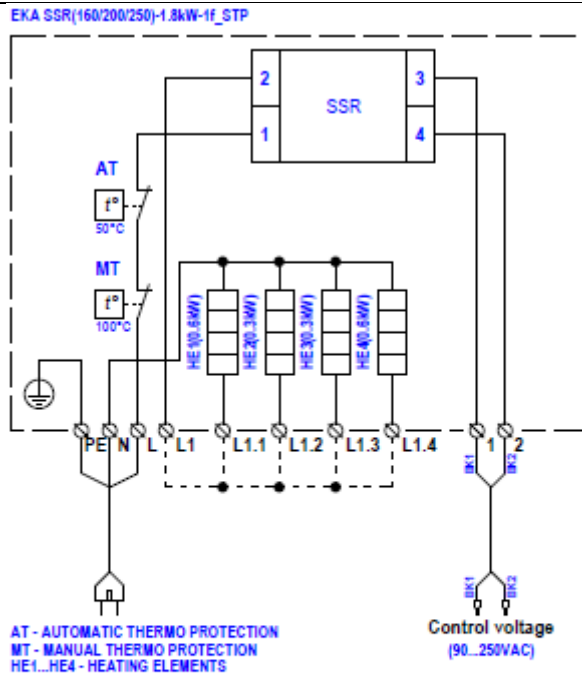 EKA SSR(160/200/250)-1.8kW-1f_STP
2
SSR
3
1
4
AT
t°
50°C
MT
t°
100°C
HE1(0.6kW)
HE2(0.3kW)
HE3(0.3kW)
HE4(0.6kW)
PE N L L1 L1.1 L1.2 L1.3 L1.4 1 2
BK1
BK2
BK1
BK2
Control voltage
(90...250VAC)
AT - AUTOMATIC THERMO PROTECTION
MT - MANUAL THERMO PROTECTION
HE1...HE4 - HEATING ELEMENTS